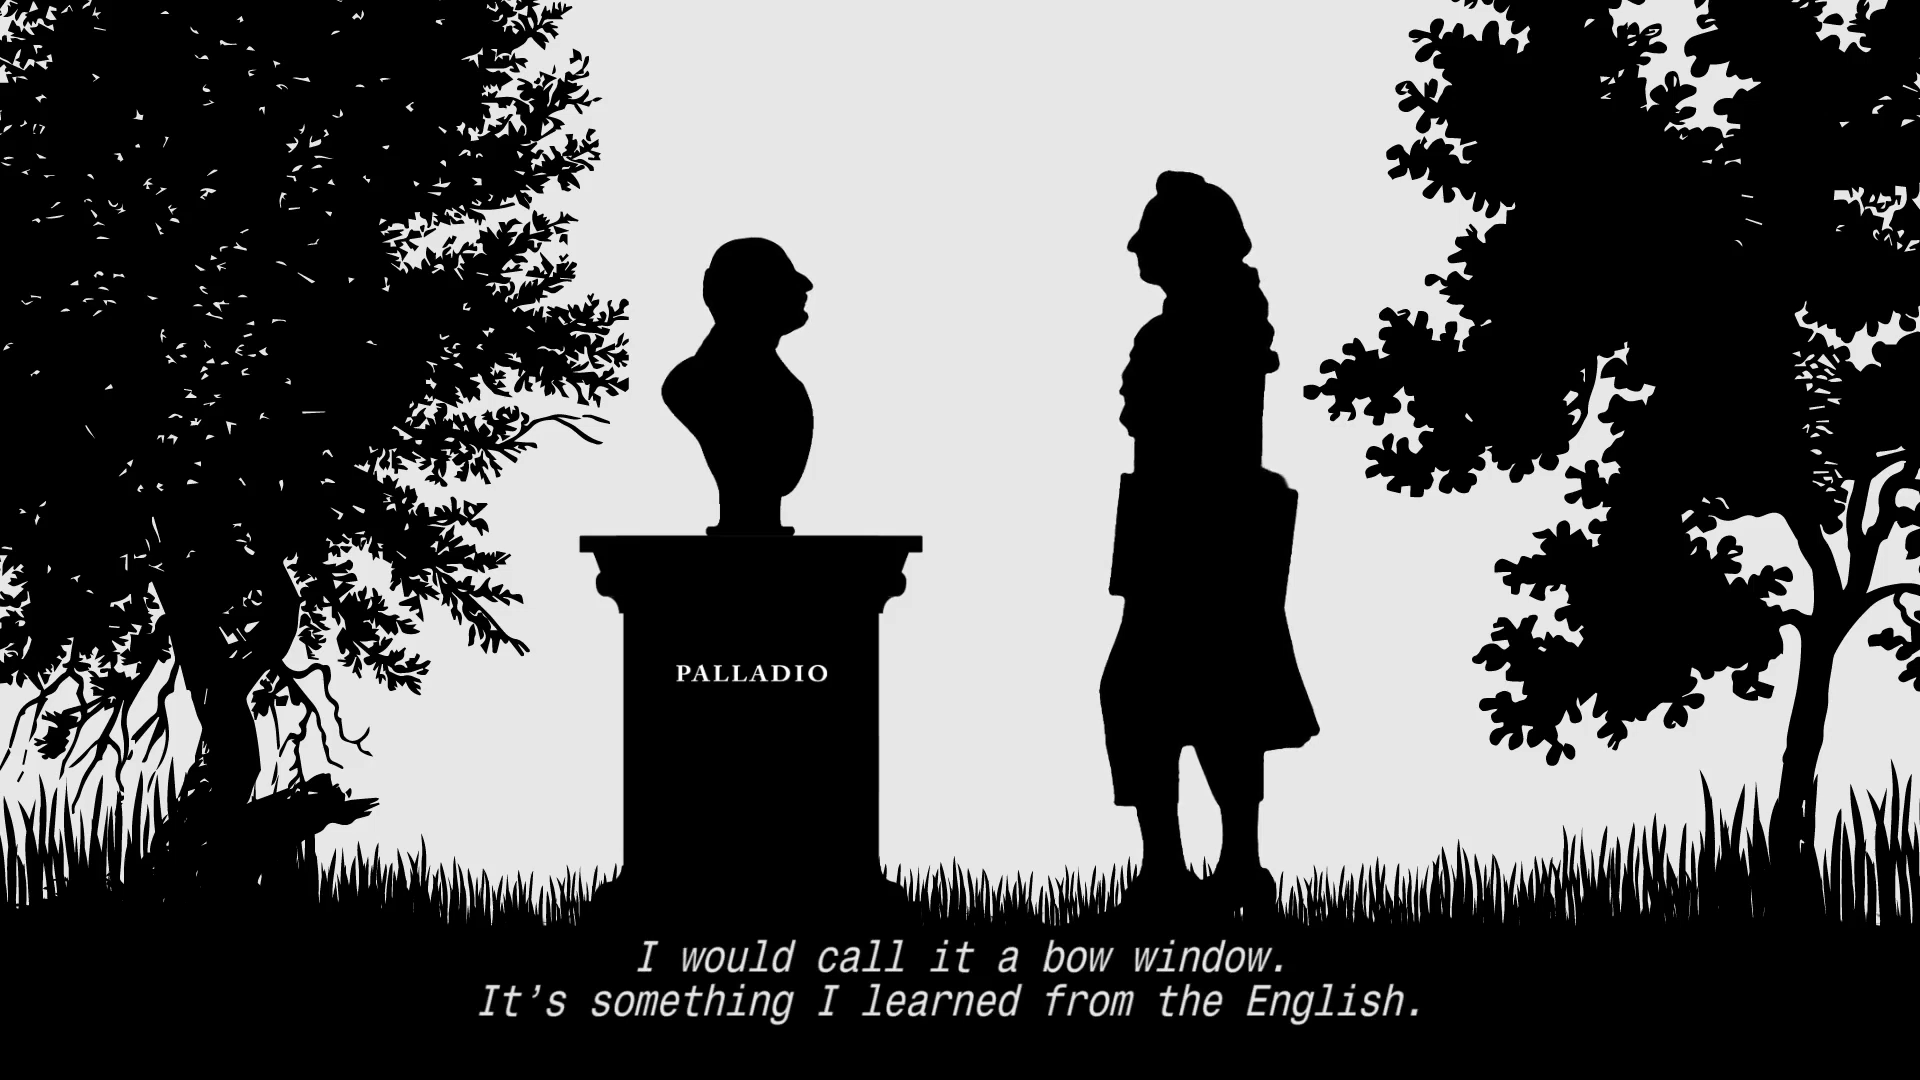 PALLADIO
I would call it a bow window.
It’s something I learned from the English.